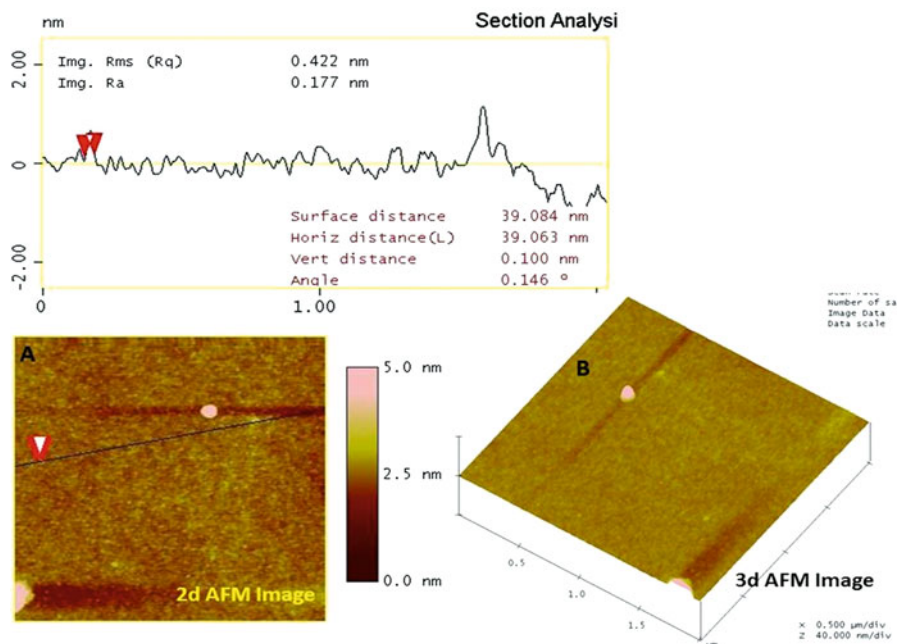 nm
Section Analysi
2.00
Img. Rms (Rq) 0.422 nm
Img. Ra 0.177 nm
0
Surface distance 39.084 nm
Horiz distance(L) 39.063 nm
Vert distance 0.100 nm
Angle 0.146 °
-2.00
0
1.00
Number of sa
Image Data
Data scale
A
5.0 nm
2.5 nm
0.0 nm
2d AFM Image
B
0.5
1.0
1.5
3d AFM Image
X 0.500 µm/div
Z 40.000 nm/div